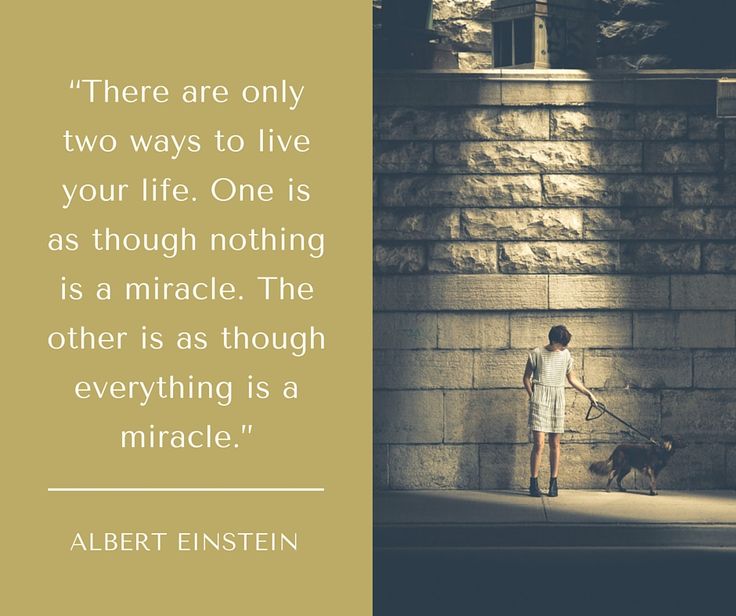 “There are only
two ways to live
your life. One is
as though nothing
is a miracle. The
other is as though
everything is a
miracle.”
ALBERT EINSTEIN